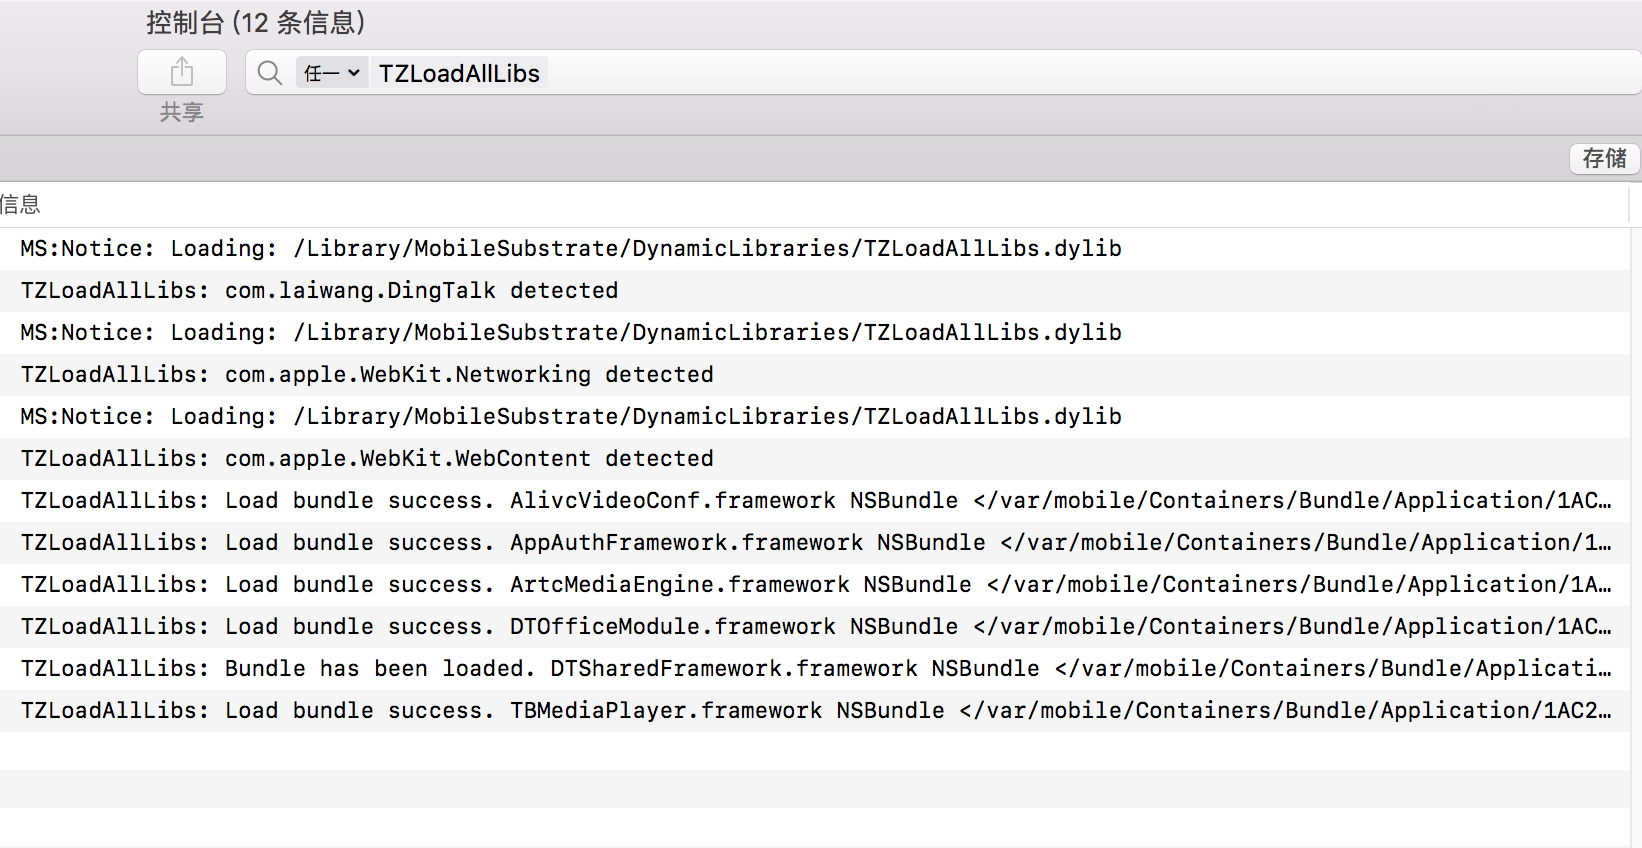 控制台 (12 条信息)
任一 TZLoadAllLibs
共享
存储
信息
MS:Notice: Loading: /Library/MobileSubstrate/DynamicLibraries/TZLoadAllLibs.dylib
TZLoadAllLibs: com.laiwang.DingTalk detected
MS:Notice: Loading: /Library/MobileSubstrate/DynamicLibraries/TZLoadAllLibs.dylib
TZLoadAllLibs: com.apple.WebKit.Networking detected
MS:Notice: Loading: /Library/MobileSubstrate/DynamicLibraries/TZLoadAllLibs.dylib
TZLoadAllLibs: com.apple.WebKit.WebContent detected
TZLoadAllLibs: Load bundle success. AlivcVideoConf.framework NSBundle </var/mobile/Containers/Bundle/Application/1AC…
TZLoadAllLibs: Load bundle success. AppAuthFramework.framework NSBundle </var/mobile/Containers/Bundle/Application/1…
TZLoadAllLibs: Load bundle success. ArtcMediaEngine.framework NSBundle </var/mobile/Containers/Bundle/Application/1A…
TZLoadAllLibs: Load bundle success. DTOfficeModule.framework NSBundle </var/mobile/Containers/Bundle/Application/1AC…
TZLoadAllLibs: Bundle has been loaded. DTSharedFramework.framework NSBundle </var/mobile/Containers/Bundle/Applicati…
TZLoadAllLibs: Load bundle success. TBMediaPlayer.framework NSBundle </var/mobile/Containers/Bundle/Application/1AC2…